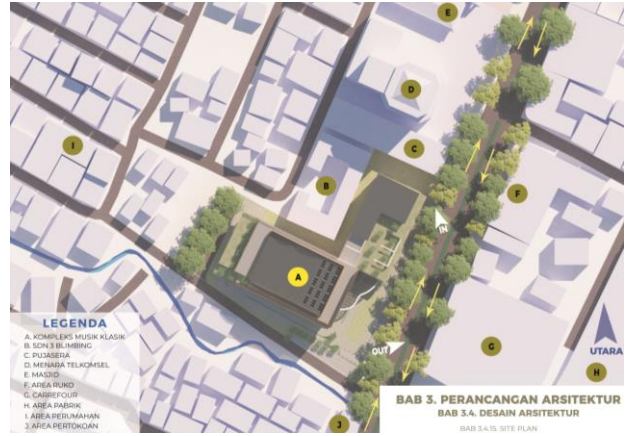 E
D
I
C
B
F
IN
A
OUT
G
H
J
UTARA
LEGENDA
A. KOMPLEKS MUSIK KLASIK
B. SDN 3 BLIMBING
C. PUJASERA
D. MENARA TELKOMSEL
E. MASJID
F. AREA RUKO
G. CARREFOUR
H. AREA PABRIK
I. AREA PERUMAHAN
J. AREA PERTOKOAN
BAB 3. PERANCANGAN ARSITEKTUR
BAB 3.4. DESAIN ARSITEKTUR
BAB 3.4.15. SITE PLAN